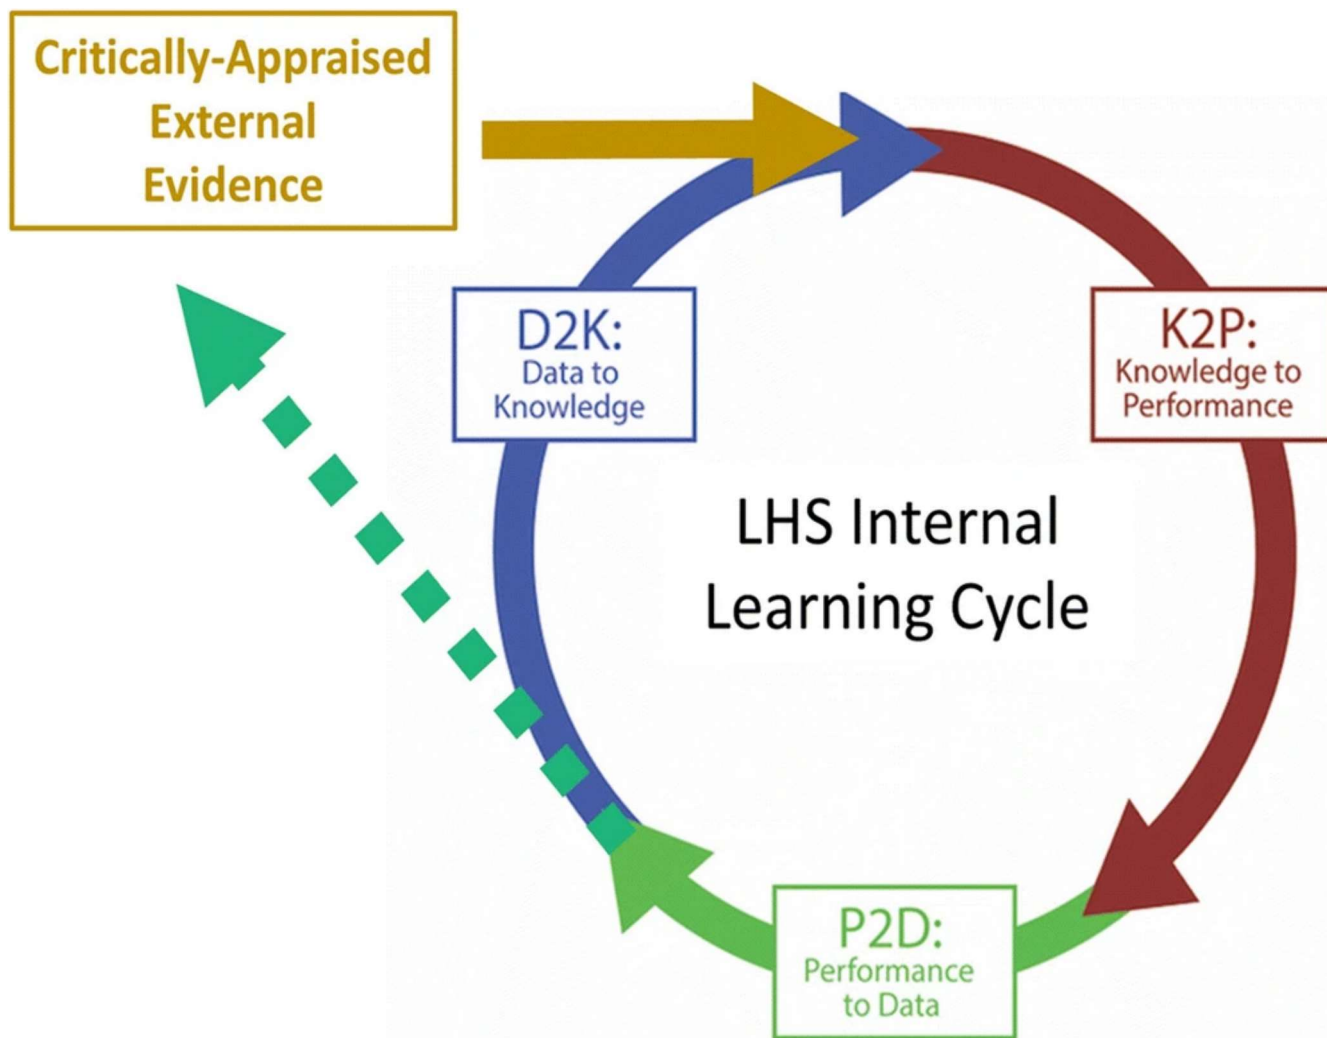 Critically-Appraised
External
Evidence
D2K:
Data to
Knowledge
K2P:
Knowledge to
Performance
LHS Internal
Learning Cycle
P2D:
Performance
to Data